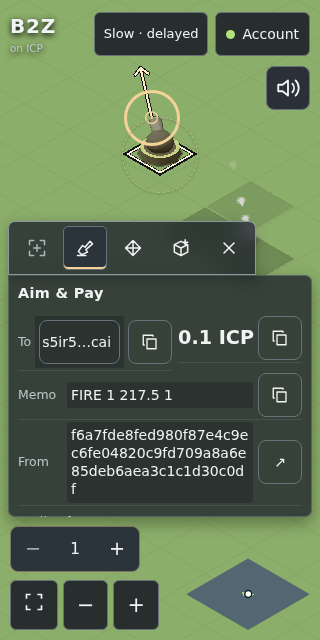 B2Z
on ICP
Slow · delayed
Account
Aim & Pay
To
s5ir5...cai
0.1 ICP
Memo
FIRE 1 217.5 1
From
f6a7fde8fed980f87e4c9e
c6fe04820c9fd709a8a6e
85deb6aea3c1c1d30c0d
f
↗
− 1 +
− +